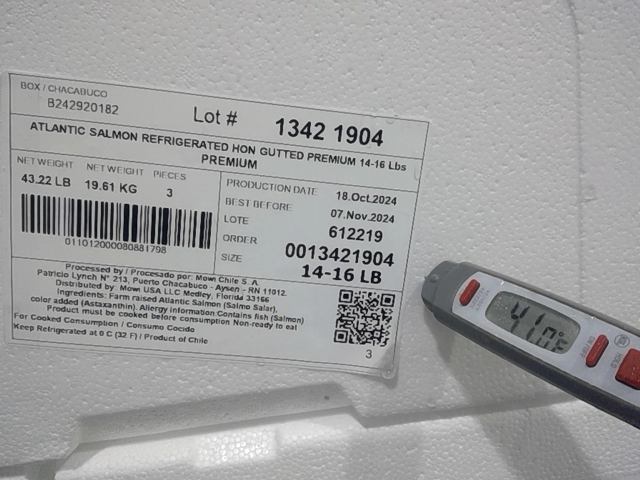 BOX / CHACABUCO
B242920182
Lot # 1342 1904
ATLANTIC SALMON REFRIGERATED HON GUTTED PREMIUM 14-16 Lbs
PREMIUM
NET WEIGHT NET WEIGHT PIECES
43.22 LB 19.61 KG 3
011012000080881798
PRODUCTION DATE 18.Oct.2024
BEST BEFORE 07.Nov.2024
LOTE 612219
ORDER 0013421904
SIZE 14-16 LB
Processed by / Procesado por: Mowi Chile S.A.
Patricio Lynch N° 213, Puerto Chacabuco - Aysen - RN 11012.
Distributed by: Mowi USA LLC Medley, Florida 33166
Ingredients: Farm raised Atlantic Salmon (Salmo Salar),
color added (Astaxanthin). Allergy information:Contains fish (Salmon)
Product must be cooked before consumption Non-ready to eat
For Cooked Consumption / Consumo Cocido
Keep Refrigerated at 0 C (32 F) / Product of Chile
3
41.0°F
ON/OFF
HOLD